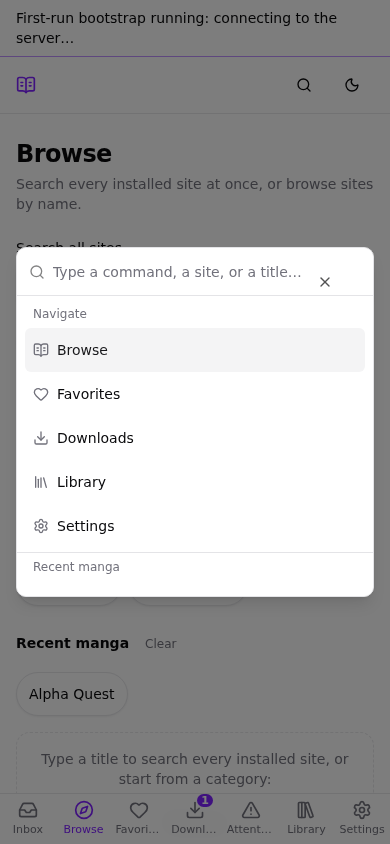 First-run bootstrap running: connecting to the
server…
Browse
Search every installed site at once, or browse sites
by name.
Search all sites
Type a command, a site, or a title…
Navigate
Browse
Favorites
Downloads
Library
Settings
Recent manga
Recent manga
Clear
Alpha Quest
Type a title to search every installed site, or
start from a category:
1
Inbox
Browse
Favori…
Downl…
Attent…
Library
Settings